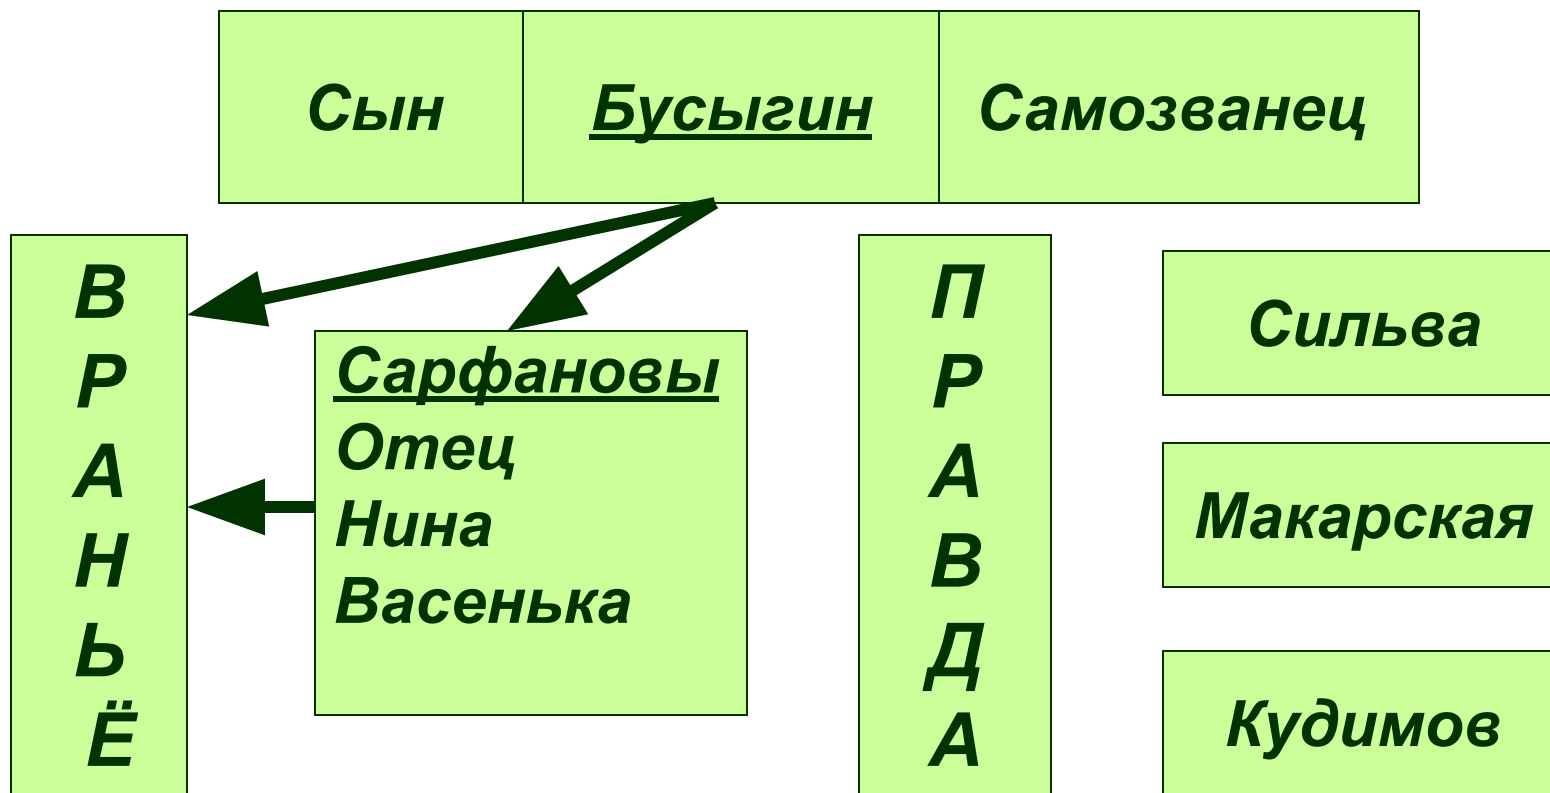 Сын Бусыгин Самозванец
В
Р
А
Н
Ь
Ё
Сарфановы
Отец
Нина
Васенька
П
Р
А
В
Д
А
Сильва
Макарская
Кудимов